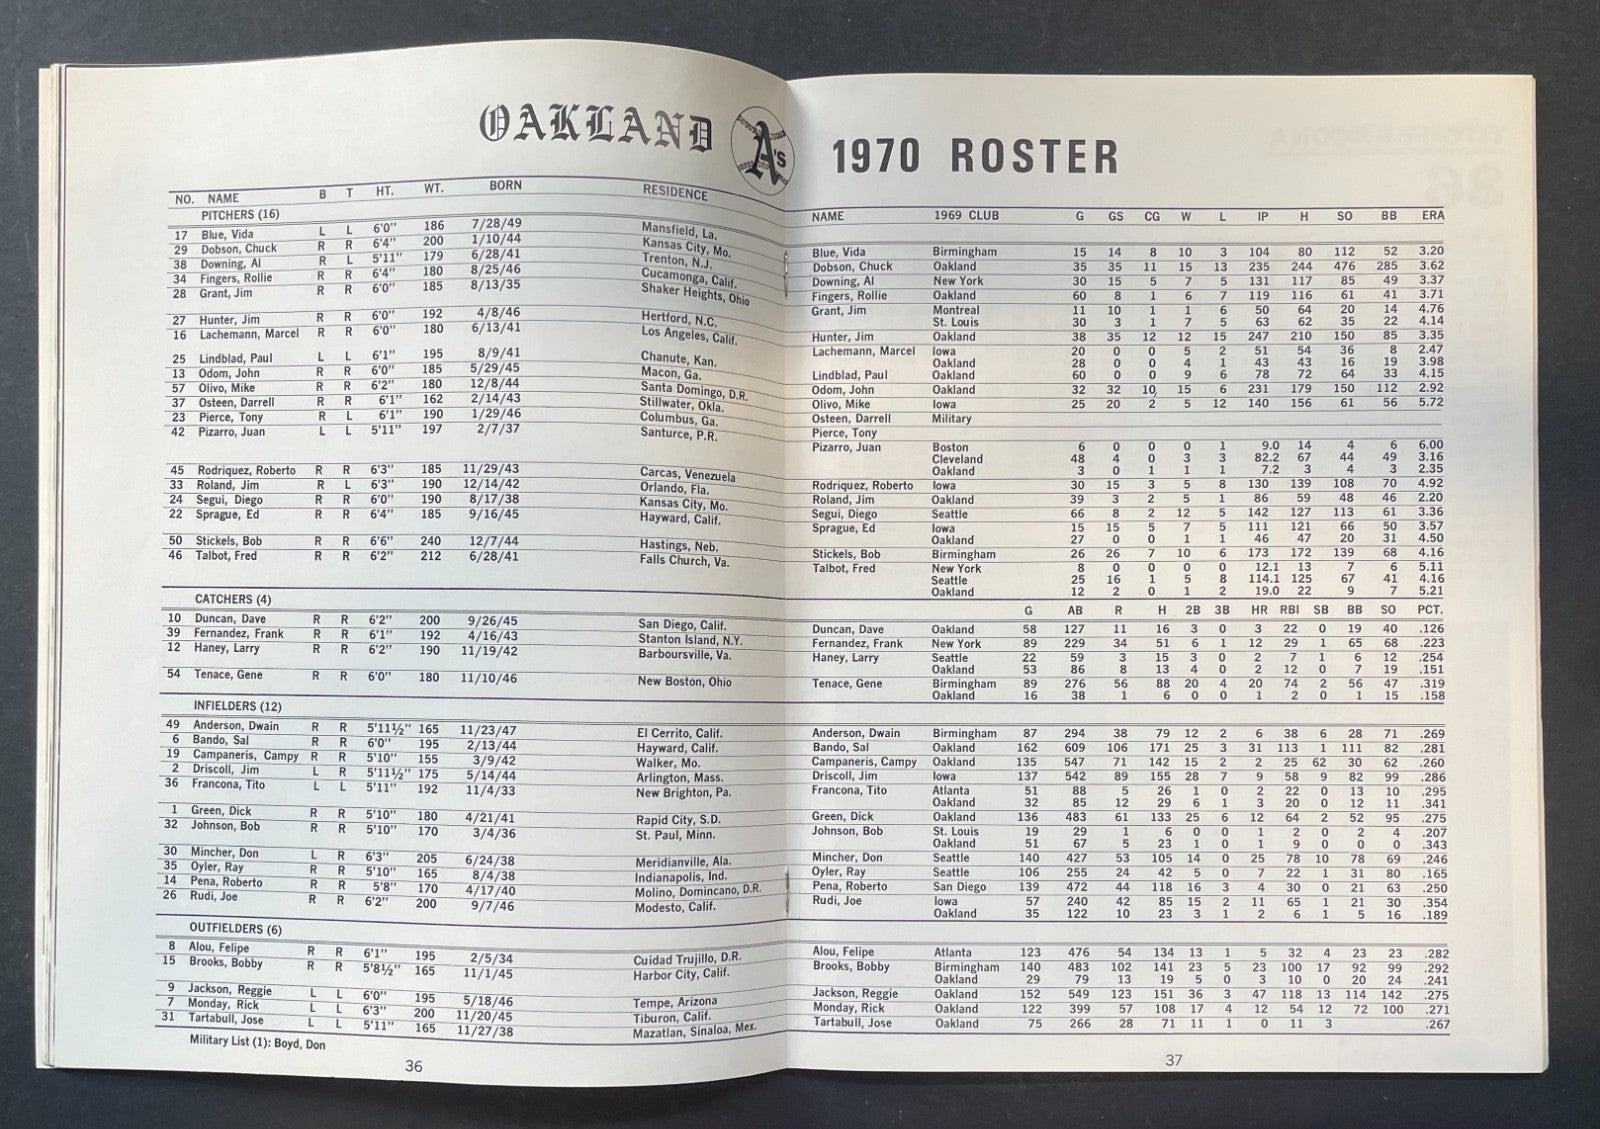 OAKLAND A's
NO. NAME B T HT. WT. BORN RESIDENCE
PITCHERS (16)
17 Blue, Vida L L 6'0" 186 7/28/49 Mansfield, La.
29 Dobson, Chuck R R 6'4" 200 1/10/44 Kansas City, Mo.
38 Downing, Al R L 5'11" 179 6/28/41 Trenton, N.J.
34 Fingers, Rollie R R 6'4" 180 8/25/46 Cucamonga, Calif.
28 Grant, Jim R R 6'0" 185 8/13/35 Shaker Heights, Ohio
27 Hunter, Jim R R 6'0" 192 4/8/46 Hertford, N.C.
16 Lachemann, Marcel R R 6'0" 180 6/13/41 Los Angeles, Calif.
25 Lindblad, Paul L L 6'1" 195 8/9/41 Chanute, Kan.
13 Odom, John R R 6'0" 185 5/29/45 Macon, Ga.
57 Olivo, Mike R R 6'2" 180 12/8/44 Santa Domingo, D.R.
37 Osteen, Darrell R R 6'1" 162 2/14/43 Stillwater, Okla.
23 Pierce, Tony R L 6'1" 190 1/29/46 Columbus, Ga.
42 Pizarro, Juan L L 5'11" 197 2/7/37 Santurce, P.R.
45 Rodriquez, Roberto R R 6'3" 185 11/29/43 Carcas, Venezuela
33 Roland, Jim R L 6'3" 190 12/14/42 Orlando, Fla.
24 Segui, Diego R R 6'0" 190 8/17/38 Kansas City, Mo.
22 Sprague, Ed R R 6'4" 185 9/16/45 Hayward, Calif.
50 Stickels, Bob R R 6'6" 240 12/7/44 Hastings, Neb.
46 Talbot, Fred R R 6'2" 212 6/28/41 Falls Church, Va.
CATCHERS (4)
10 Duncan, Dave R R 6'2" 200 9/26/45 San Diego, Calif.
39 Fernandez, Frank R R 6'1" 192 4/16/43 Stanton Island, N.Y.
12 Haney, Larry R R 6'2" 190 11/19/42 Barboursville, Va.
54 Tenace, Gene R R 6'0" 180 11/10/46 New Boston, Ohio
INFIELDERS (12)
49 Anderson, Dwain R R 5'11½" 165 11/23/47 El Cerrito, Calif.
6 Bando, Sal R R 6'0" 195 2/13/44 Hayward, Calif.
19 Campaneris, Campy R R 5'10" 155 3/9/42 Walker, Mo.
2 Driscoll, Jim L R 5'11½" 175 5/14/44 Arlington, Mass.
36 Francona, Tito L L 5'11" 192 11/4/33 New Brighton, Pa.
1 Green, Dick R R 5'10" 180 4/21/41 Rapid City, S.D.
32 Johnson, Bob R R 5'10" 170 3/4/36 St. Paul, Minn.
30 Mincher, Don L R 6'3" 205 6/24/38 Meridianville, Ala.
35 Oyler, Ray R R 5'10" 165 8/4/38 Indianapolis, Ind.
14 Pena, Roberto R R 5'8" 170 4/17/40 Molino, Domincano, D.R.
26 Rudi, Joe R R 6'2" 200 9/7/46 Modesto, Calif.
OUTFIELDERS (6)
8 Alou, Felipe R R 6'1" 195 2/5/34 Cuidad Trujillo, D.R.
15 Brooks, Bobby R R 5'8½" 165 11/1/45 Harbor City, Calif.
9 Jackson, Reggie L L 6'0" 195 5/18/46 Tempe, Arizona
7 Monday, Rick L L 6'3" 200 11/20/45 Tiburon, Calif.
31 Tartabull, Jose L L 5'11" 165 11/27/38 Mazatlan, Sinaloa, Mex.
Military List (1): Boyd, Don
36
1970 ROSTER
NAME 1969 CLUB G GS CG W L IP H SO BB ERA
Blue, Vida Birmingham 15 14 8 10 3 104 80 112 52 3.20
Dobson, Chuck Oakland 35 35 11 15 13 235 244 476 285 3.62
Downing, Al New York 30 15 5 7 5 131 117 85 49 3.37
Fingers, Rollie Oakland 60 8 1 6 7 119 116 61 41 3.71
Grant, Jim Montreal 11 10 1 1 6 50 64 20 14 4.76
St. Louis 30 3 1 7 5 63 62 35 22 4.14
Hunter, Jim Oakland 38 35 12 12 15 247 210 150 85 3.35
Lachemann, Marcel Iowa 20 0 0 5 2 51 54 36 8 2.47
Oakland 28 0 0 4 1 43 43 16 19 3.98
Lindblad, Paul Oakland 60 0 0 9 6 78 72 64 33 4.15
Odom, John Oakland 32 32 10 15 6 231 179 150 112 2.92
Olivo, Mike Iowa 25 20 2 5 12 140 156 61 56 5.72
Osteen, Darrell Military
Pierce, Tony
Pizarro, Juan Boston 6 0 0 0 1 9.0 14 4 6 6.00
Cleveland 48 4 0 3 3 82.2 67 44 49 3.16
Oakland 3 0 1 1 1 7.2 3 4 3 2.35
Rodriquez, Roberto Iowa 30 15 3 5 8 130 139 108 70 4.92
Roland, Jim Oakland 39 3 2 5 1 86 59 48 46 2.20
Segui, Diego Seattle 66 8 2 12 5 142 127 113 61 3.36
Sprague, Ed Iowa 15 15 5 7 5 111 121 66 50 3.57
Oakland 27 0 0 1 1 46 47 20 31 4.50
Stickels, Bob Birmingham 26 26 7 10 6 173 172 139 68 4.16
Talbot, Fred New York 8 0 0 0 0 12.1 13 7 6 5.11
Seattle 25 16 1 5 8 114.1 125 67 41 4.16
Oakland 12 2 0 1 2 19.0 22 9 7 5.21
G AB R H 2B 3B HR RBI SB BB SO PCT.
Duncan, Dave Oakland 58 127 11 16 3 0 3 22 0 19 40 .126
Fernandez, Frank New York 89 229 34 51 6 1 12 29 1 65 68 .223
Haney, Larry Seattle 22 59 3 15 3 0 2 7 1 6 12 .254
Oakland 53 86 8 13 4 0 2 12 0 7 19 .151
Tenace, Gene Birmingham 89 276 56 88 20 4 20 74 2 56 47 .319
Oakland 16 38 1 6 0 0 1 2 0 1 15 .158
Anderson, Dwain Birmingham 87 294 38 79 12 2 6 38 6 28 71 .269
Bando, Sal Oakland 162 609 106 171 25 3 31 113 1 111 82 .281
Campaneris, Campy Oakland 135 547 71 142 15 2 2 25 62 30 62 .260
Driscoll, Jim Iowa 137 542 89 155 28 7 9 58 9 82 99 .286
Francona, Tito Atlanta 51 88 5 26 1 0 2 22 0 13 10 .295
Oakland 32 85 12 29 6 1 3 20 0 12 11 .341
Green, Dick Oakland 136 483 61 133 25 6 12 64 2 52 95 .275
Johnson, Bob St. Louis 19 29 1 6 0 0 1 2 0 2 4 .207
Oakland 51 67 5 23 1 0 1 9 0 0 0 .343
Mincher, Don Seattle 140 427 53 105 14 0 25 78 10 78 69 .246
Oyler, Ray Seattle 106 255 24 42 5 0 7 22 1 31 80 .165
Pena, Roberto San Diego 139 472 44 118 16 3 4 30 0 21 63 .250
Rudi, Joe Iowa 57 240 42 85 15 2 11 65 1 21 30 .354
Oakland 35 122 10 23 3 1 2 6 1 5 16 .189
Alou, Felipe Atlanta 123 476 54 134 13 1 5 32 4 23 23 .282
Brooks, Bobby Birmingham 140 483 102 141 23 5 23 100 17 92 99 .292
Oakland 29 79 13 19 5 0 3 10 0 20 24 .241
Jackson, Reggie Oakland 152 549 123 151 36 3 47 118 13 114 142 .275
Monday, Rick Oakland 122 399 57 108 17 4 12 54 12 72 100 .271
Tartabull, Jose Oakland 75 266 28 71 11 1 0 11 3 .267
37